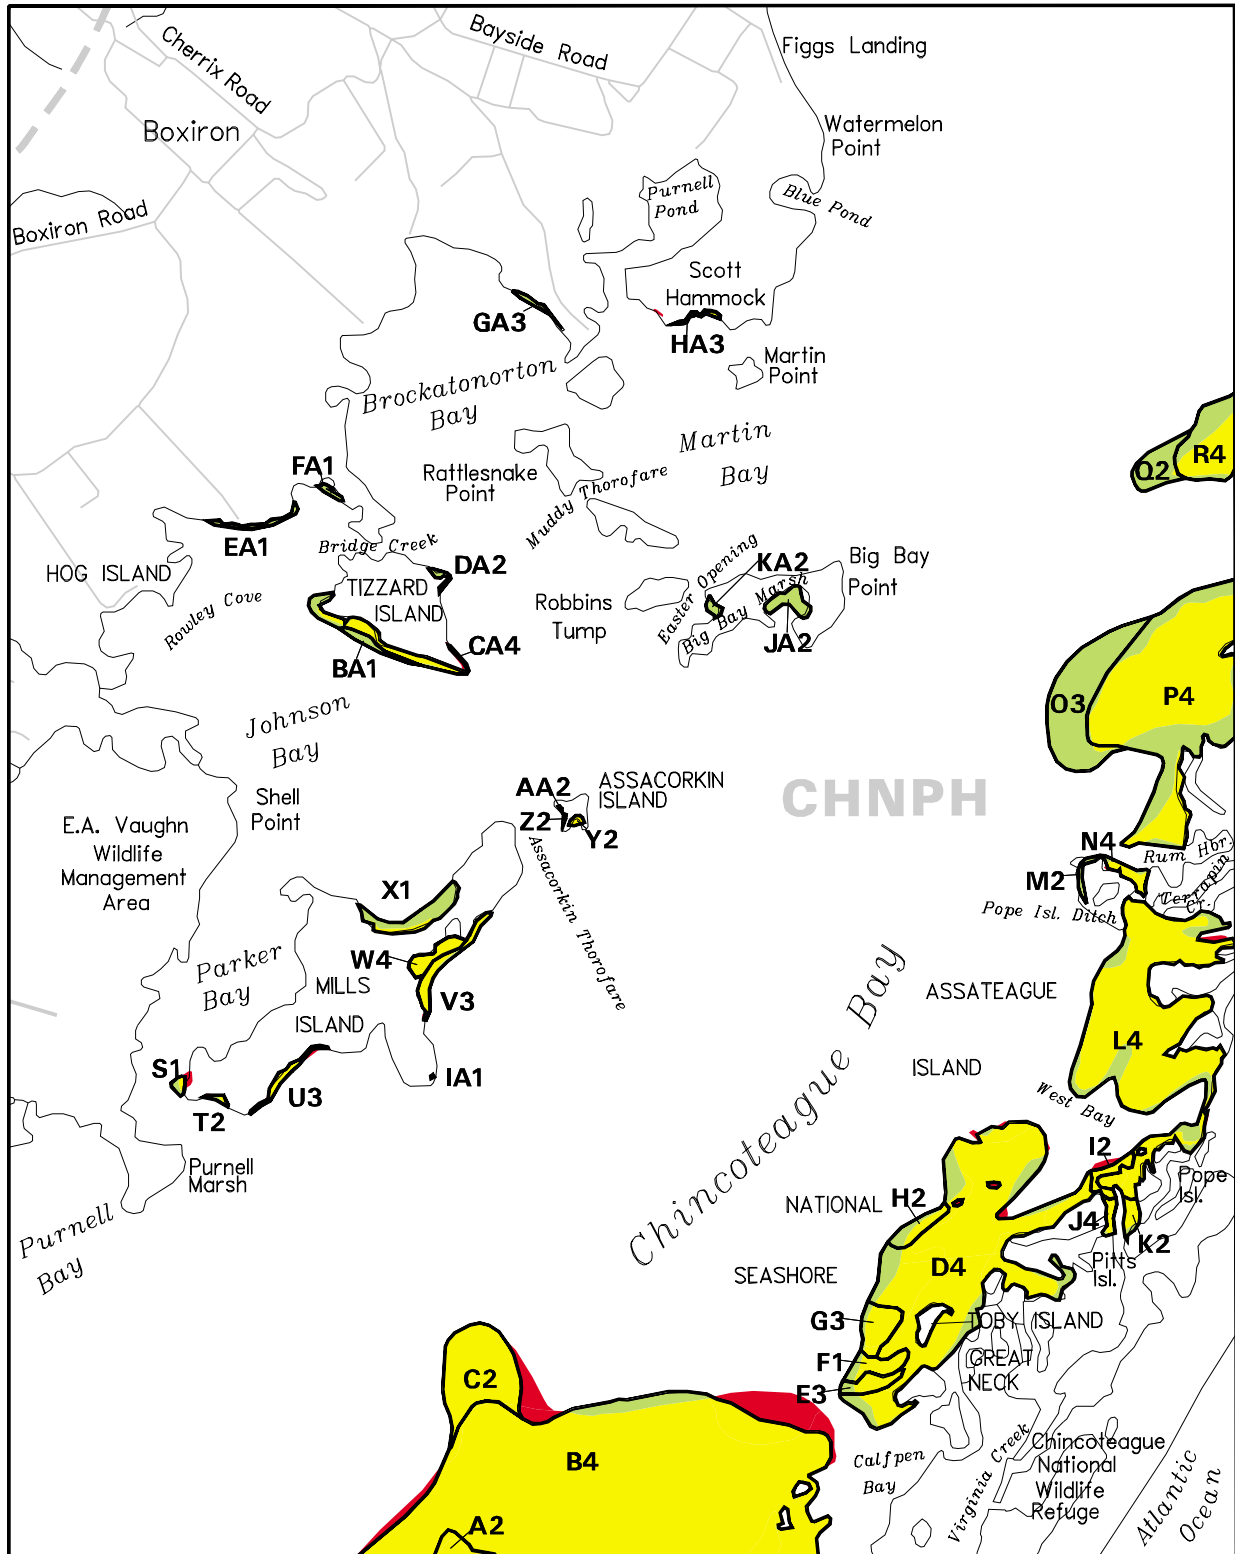 Cherrix Road
Bayside Road
Figgs Landing
Boxiron
Watermelon
Point
Purnell
Pond
Blue Pond
Boxiron Road
Scott
Hammock
GA3
HA3
Martin
Point
Brockatonorton
Bay
Martin
Bay
R4
Q2
FA1
Rattlesnake
Point
Muddy Thorofare
EA1
Bridge Creek
HOG ISLAND
DA2
TIZZARD
ISLAND
Rowley Cove
Robbins
Tump
Easter Opening
KA2
Big Bay Marsh
Big Bay
Point
JA2
CA4
BA1
O3
P4
Johnson
Bay
AA2
ASSACORKIN
ISLAND
CHNPH
Shell
Point
Z2
Y2
E.A. Vaughn
Wildlife
Management
Area
Assacorkin Thorofare
N4
Rum Hbr.
M2
Terrapin
Cr.
Pope Isl. Ditch
X1
W4
Parker
Bay
MILLS
ISLAND
V3
ASSATEAGUE
ISLAND
L4
Chincoteague Bay
S1
T2
U3
IA1
West Bay
I2
Purnell
Marsh
Pope
Isl.
NATIONAL
H2
J4
K2
Purnell
Bay
Pitts
Isl.
D4
SEASHORE
G3
TOBY ISLAND
F1
GREAT
NECK
E3
C2
B4
Calfpen
Bay
Virginia Creek
Chincoteague
National
Wildlife
Refuge
Atlantic
Ocean
A2